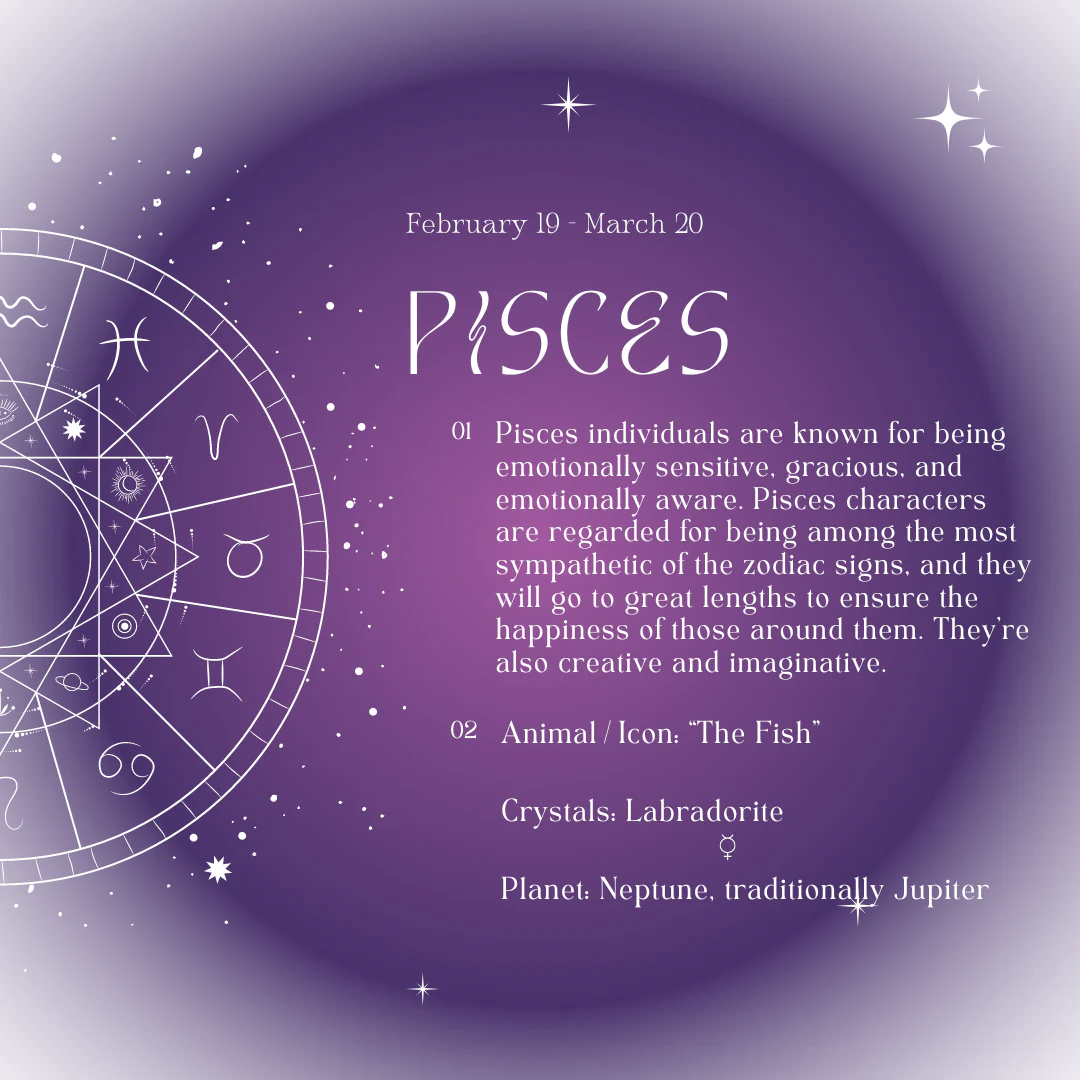 February 19 - March 20
PISCES
01 Pisces individuals are known for being
emotionally sensitive, gracious, and
emotionally aware. Pisces characters
are regarded for being among the most
sympathetic of the zodiac signs, and they
will go to great lengths to ensure the
happiness of those around them. They're
also creative and imaginative.
02 Animal / Icon: “The Fish”
Crystals: Labradorite
Planet: Neptune, traditionally Jupiter